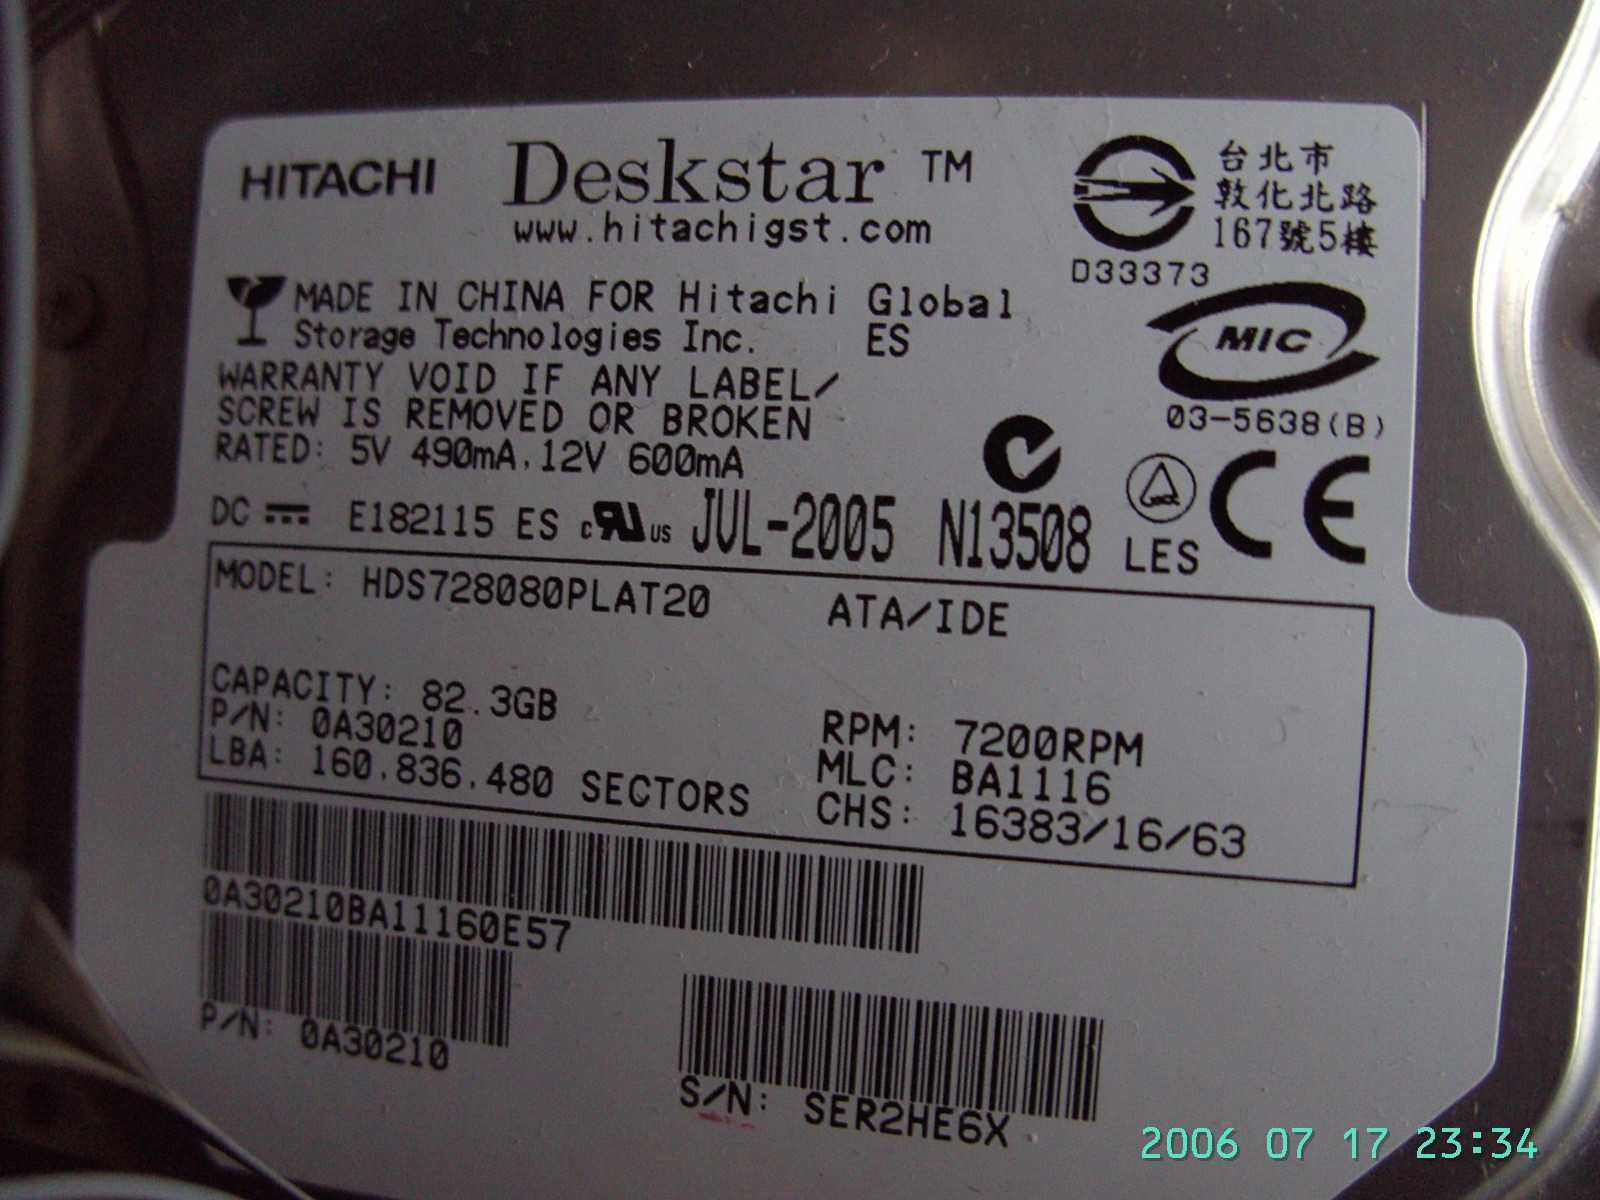 HITACHI Deskstar ™
www.hitachigst.com
台北市
敦化北路
167號5樓
D33373
MADE IN CHINA FOR Hitachi Global
Storage Technologies Inc. ES
MIC
03-5638(B)
WARRANTY VOID IF ANY LABEL/
SCREW IS REMOVED OR BROKEN
RATED: 5V 490mA, 12V 600mA
DC E182115 ES c RU US JUL-2005 N13508 LES CE
MODEL: HDS728080PLAT20 ATA/IDE
CAPACITY: 82.3GB
P/N: 0A30210 RPM: 7200RPM
LBA: 160.836.480 SECTORS MLC: BA1116
CHS: 16383/16/63
0A30210BA11160E57
P/N: 0A30210
S/N: SER2HE6X
2006 07 17 23:34